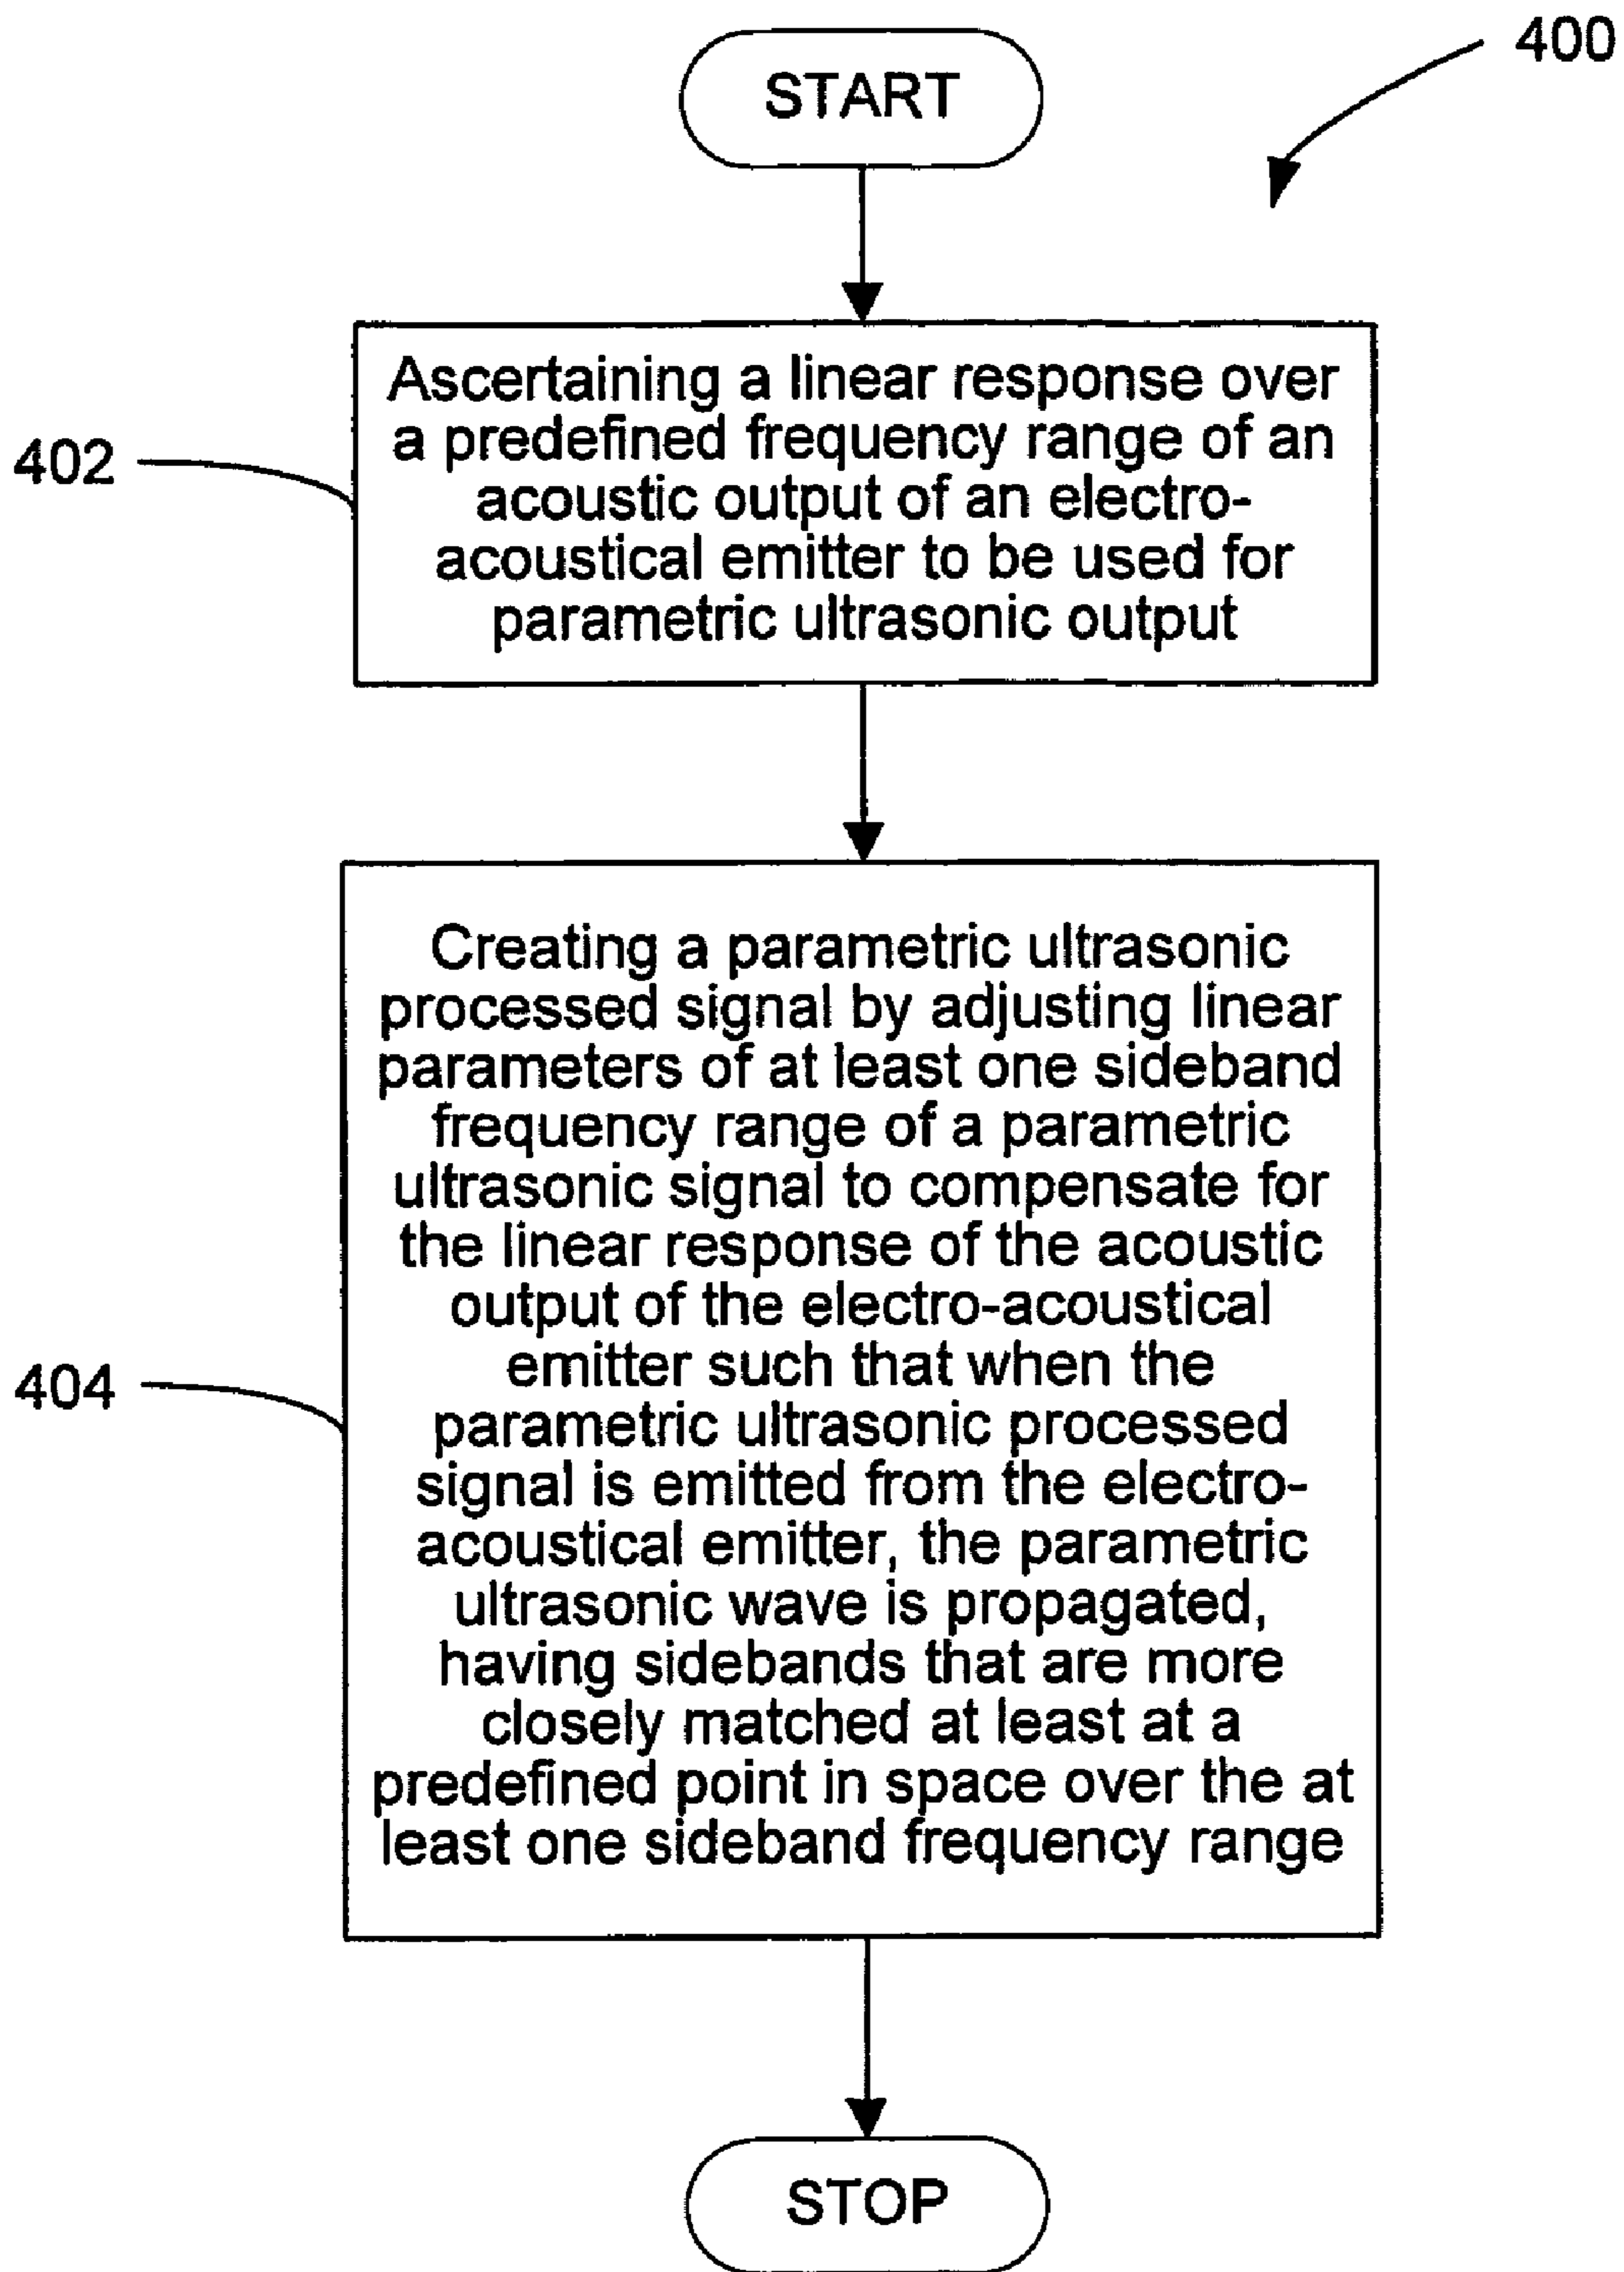 400
START
402
Ascertaining a linear response over
a predefined frequency range of an
acoustic output of an electro-
acoustical emitter to be used for
parametric ultrasonic output
404
Creating a parametric ultrasonic
processed signal by adjusting linear
parameters of at least one sideband
frequency range of a parametric
ultrasonic signal to compensate for
the linear response of the acoustic
output of the electro-acoustical
emitter such that when the
parametric ultrasonic processed
signal is emitted from the electro-
acoustical emitter, the parametric
ultrasonic wave is propagated,
having sidebands that are more
closely matched at least at a
predefined point in space over the at
least one sideband frequency range
STOP